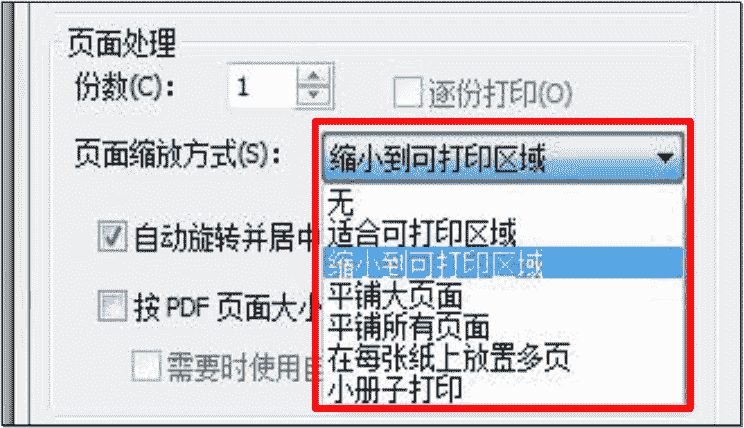 页面处理
份数(C): 1 逐份打印(O)
页面缩放方式(S): 缩小到可打印区域
无
自动旋转并居中 适合可打印区域
缩小到可打印区域
按 PDF 页面大小 平铺大页面
平铺所有页面
需要时使用 在每张纸上放置多页
小册子打印